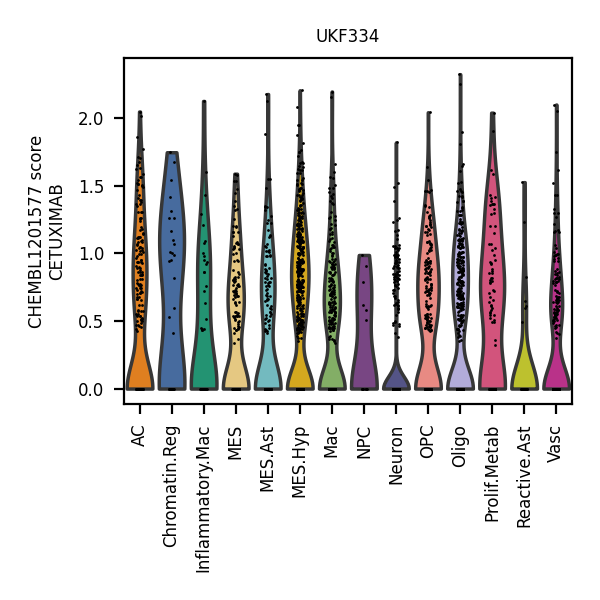 UKF334
CHEMBL1201577 score
CETUXIMAB
2.0
1.5
1.0
0.5
0.0
AC
Chromatin.Reg
Inflammatory.Mac
MES
MES.Ast
MES.Hyp
Mac
NPC
Neuron
OPC
Oligo
Prolif.Metab
Reactive.Ast
Vasc